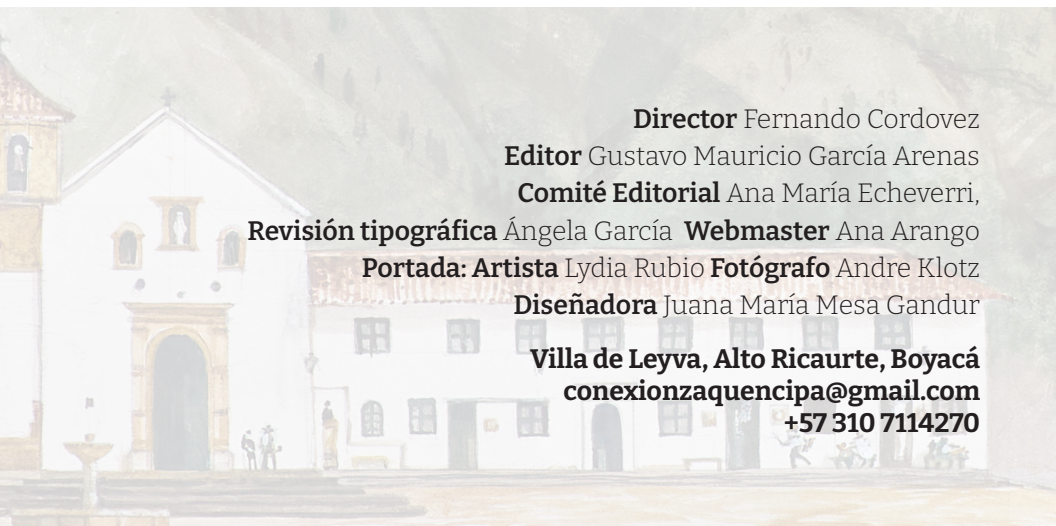 Director Fernando Cordovez
Editor Gustavo Mauricio García Arenas
Comité Editorial Ana María Echeverri,
Revisión tipográfica Ángela García Webmaster Ana Arango
Portada: Artista Lydia Rubio Fotógrafo Andre Klotz
Diseñadora Juana María Mesa Gandur
Villa de Leyva, Alto Ricaurte, Boyacá
conexionzaquencipa@gmail.com
+57 310 7114270